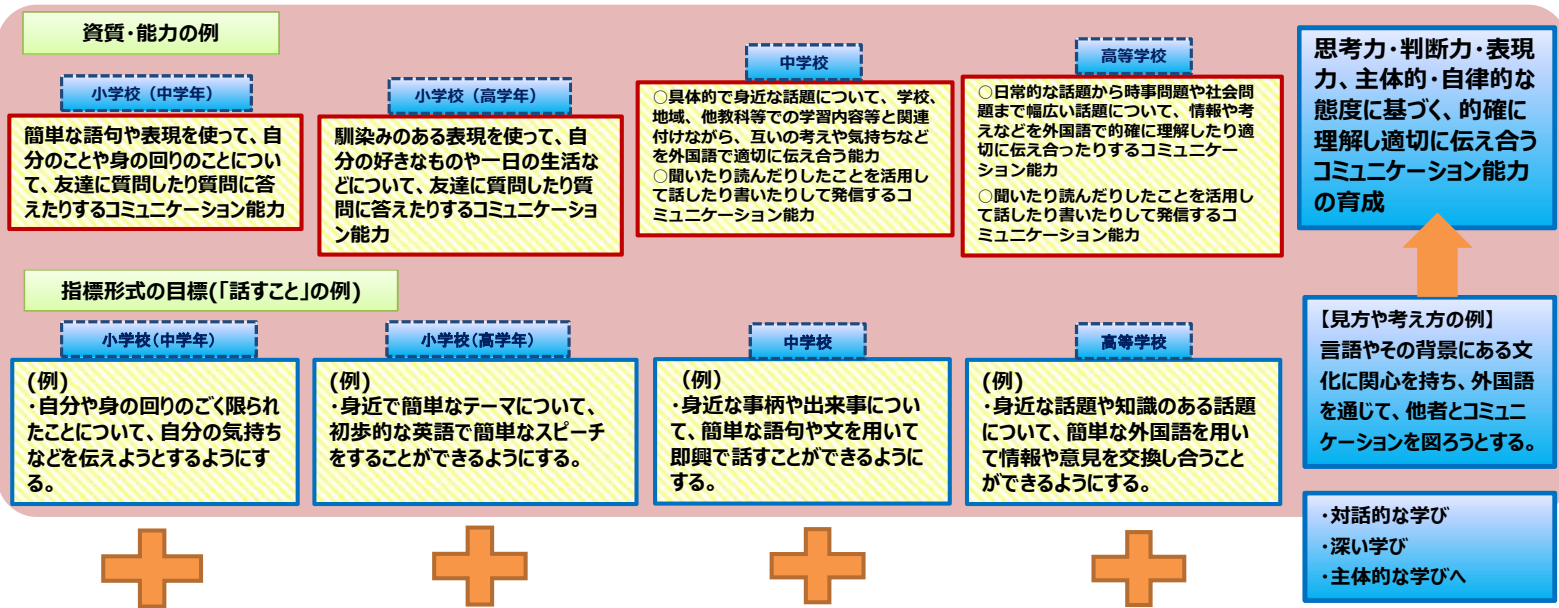 資質・能力の例
小学校（中学年）
簡単な語句や表現を使って、自
分のことや身の回りのことについ
て、友達に質問したり質問に答
えたりするコミュニケーション能力
小学校（高学年）
馴染みのある表現を使って、自
分の好きなものや一日の生活な
どについて、友達に質問したり質
問に答えたりするコミュニケーショ
ン能力
中学校
○具体的で身近な話題について、学校、
地域、他教科等での学習内容等と関連
付けながら、互いの考えや気持ちなど
を外国語で適切に伝え合う能力
○聞いたり読んだりしたことを活用し
て話したり書いたりして発信するコ
ミュニケーション能力
高等学校
○日常的な話題から時事問題や社会問
題まで幅広い話題について、情報や考
えなどを外国語で的確に理解したり適
切に伝え合ったりするコミュニケー
ション能力
○聞いたり読んだりしたことを活用し
て話したり書いたりして発信するコ
ミュニケーション能力
思考力・判断力・表現
力、主体的・自律的な
態度に基づく、的確に
理解し適切に伝え合う
コミュニケーション能力
の育成
指標形式の目標(「話すこと」の例)
小学校(中学年)
(例)
・自分や身の回りのごく限られ
たことについて、自分の気持ち
などを伝えようとするようにす
る。
小学校(高学年)
(例)
・身近で簡単なテーマについて、
初歩的な英語で簡単なスピーチ
をすることができるようにする。
中学校
(例)
・身近な事柄や出来事につい
て、簡単な語句や文を用いて
即興で話すことができるように
する。
高等学校
(例)
・身近な話題や知識のある話題
について、簡単な外国語を用い
て情報や意見を交換し合うこと
ができるようにする。
【見方や考え方の例】
言語やその背景にある文
化に関心を持ち、外国語
を通じて、他者とコミュニ
ケーションを図ろうとする。
・対話的な学び
・深い学び
・主体的な学びへ